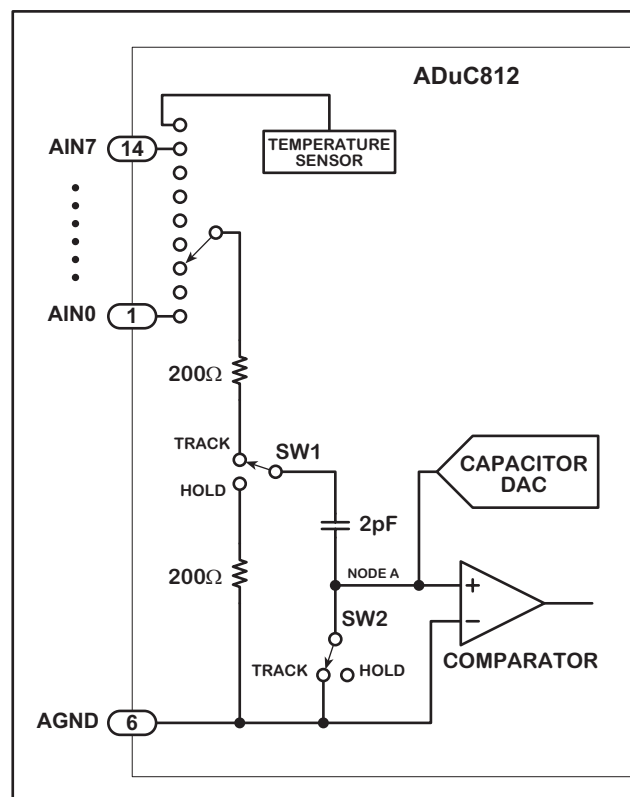 ADuC812
TEMPERATURE
SENSOR
AIN7
14
AIN0
1
200Ω
TRACK
SW1
HOLD
CAPACITOR
DAC
2pF
200Ω
NODE A
+
−
SW2
TRACK
HOLD
COMPARATOR
AGND
6